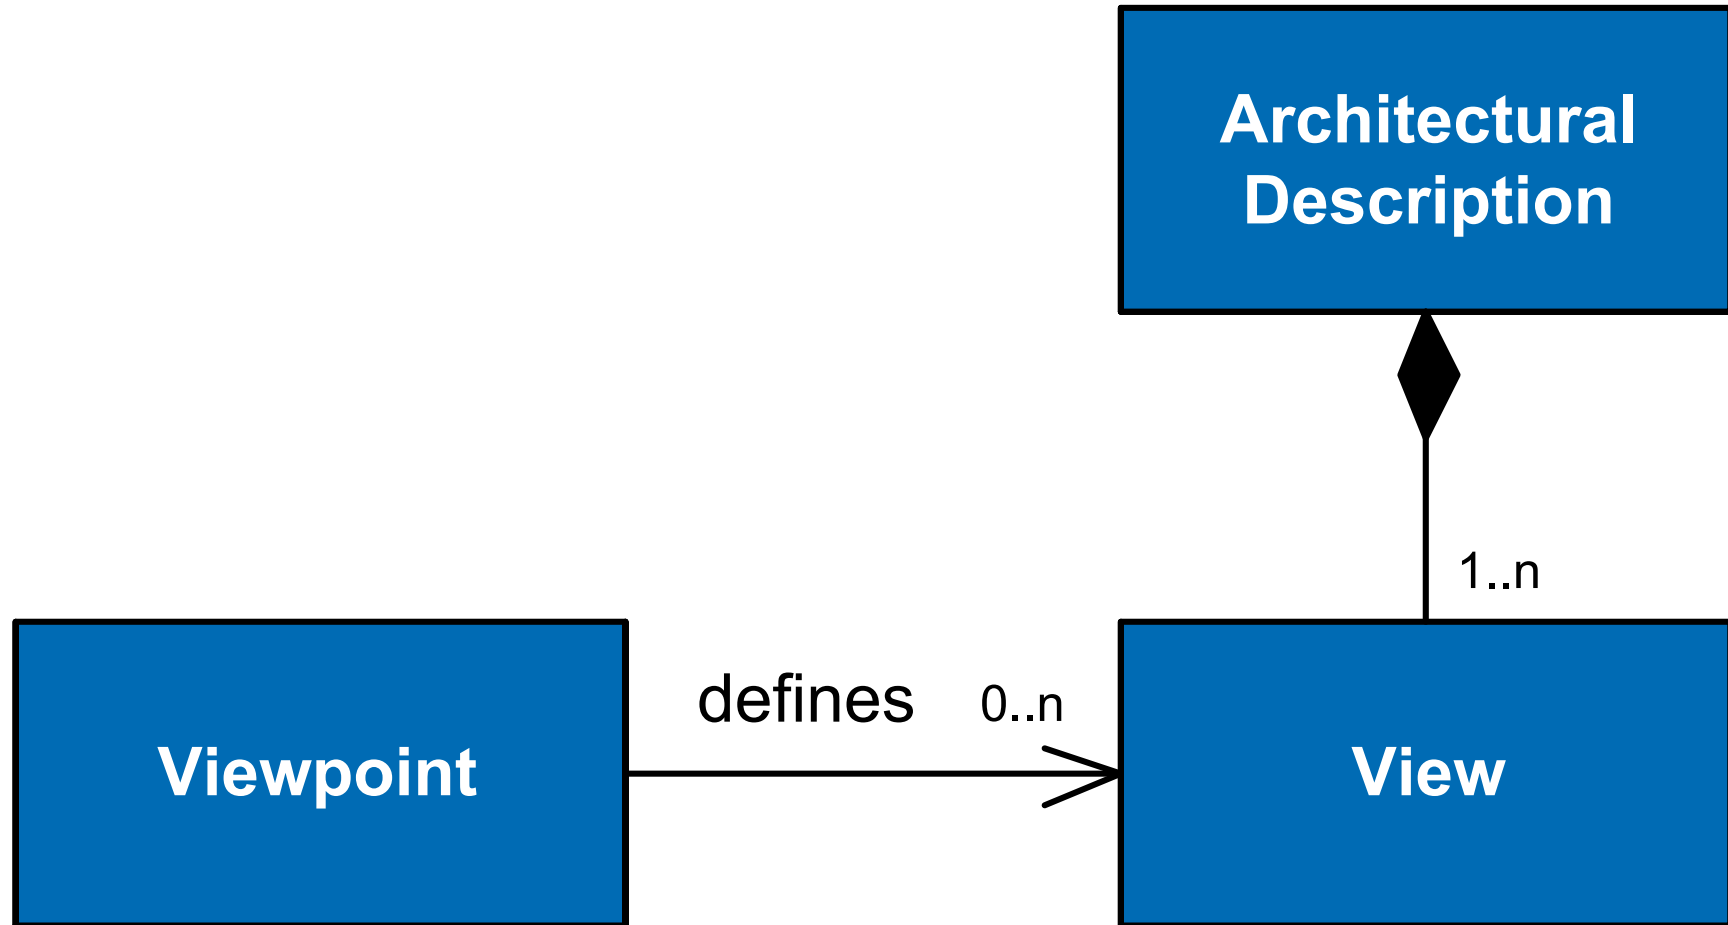 Architectural
Description
1..n
defines 0..n
Viewpoint
View